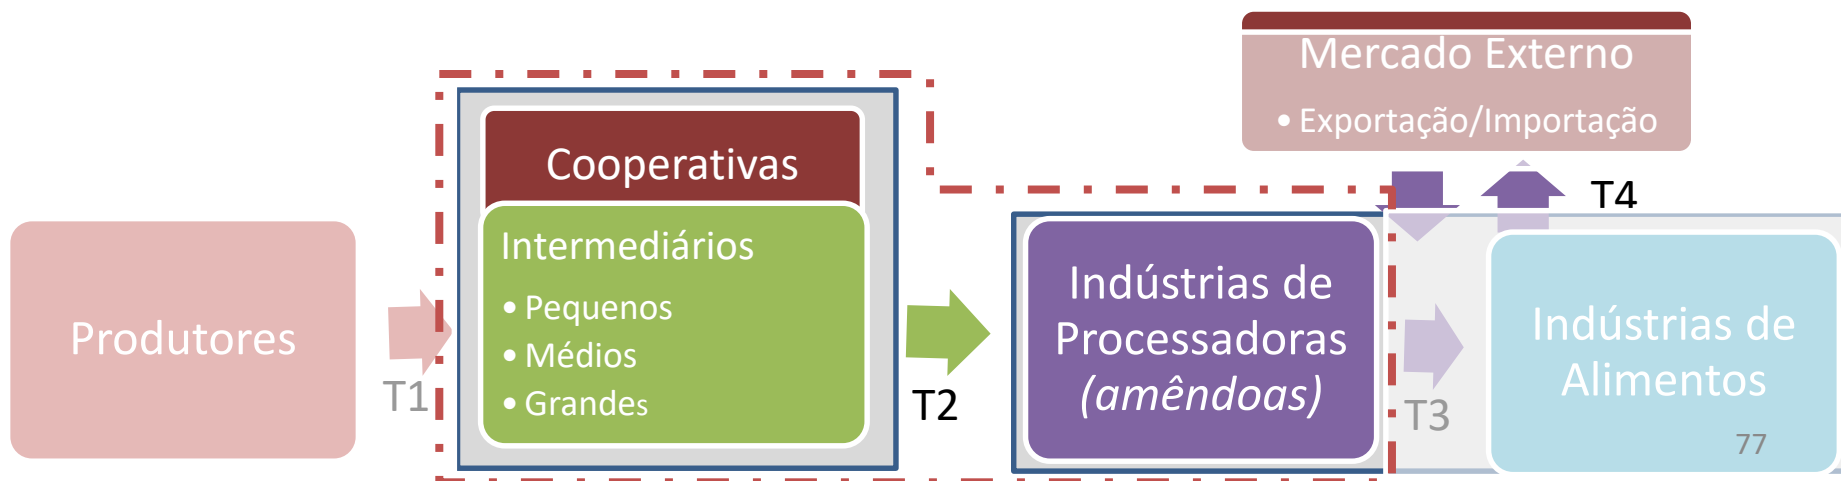 Mercado Externo
• Exportação/Importação
T4
Produtores
T1
Cooperativas
Intermediários
• Pequenos
• Médios
• Grandes
T2
Indústrias de
Processadoras
(amêndoas)
T3
Indústrias de
Alimentos
77